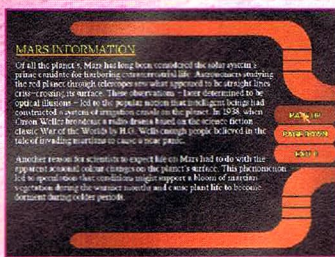 MARS INFORMATION
Of all the planet's, Mars has long been considered the solar system's
prime candidate for harboring extraterrestrial life. Astronomers studying
the red planet through telescopes saw what appeared to be straight lines
criss-crossing its surface. These observations - later determined to be
optical illusions - led to the popular notion that intelligent beings had
constructed a system of irrigation canals on the planet. In 1938, when
Orson Welles broadcast a radio drama based on the science fiction
classic War of the Worlds by H.G. Wells enough people believed in the
tale of invading martians to cause a near panic.
Another reason for scientists to expect life on Mars had to do with the
apparent seasonal colour changes on the planet's surface. This phenomenon
led to speculation that conditions might support a bloom of martian
vegetation during the warmer months and cause plant life to become
dormant during colder periods.
PAGE UP
PAGE DOWN